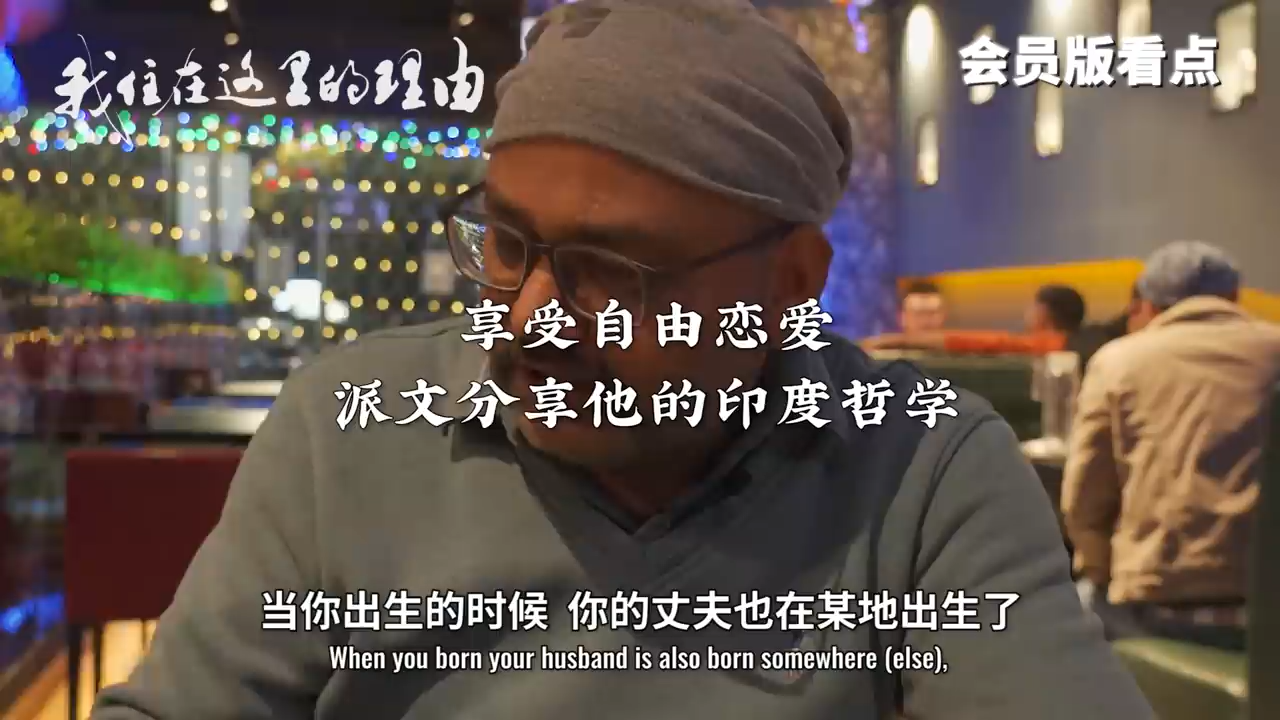 我住在这里的理由
会员版看点
享受自由恋爱
派文分享他的印度哲学
当你出生的时候 你的丈夫也在某地出生了
When you born your husband is also born somewhere (else),